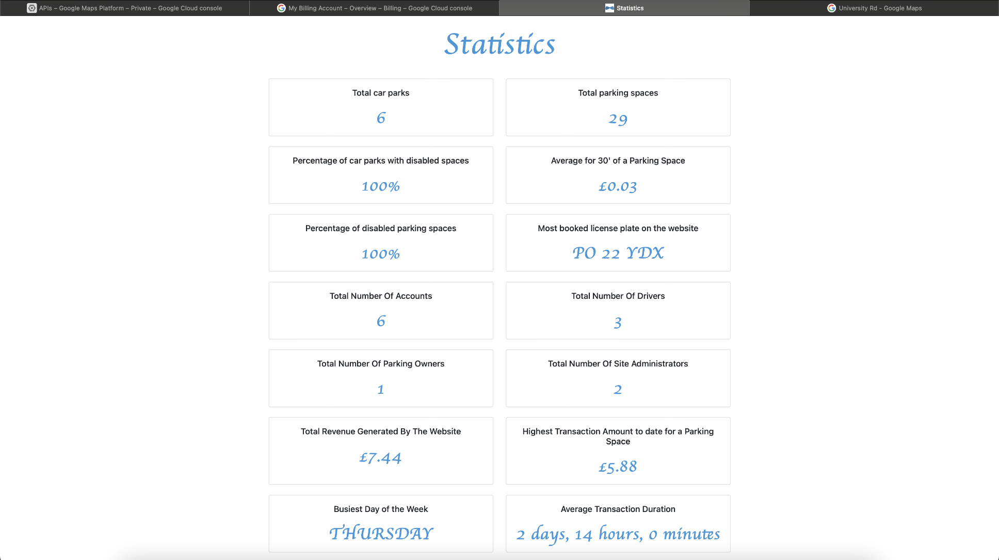 APIs – Google Maps Platform – Private – Google Cloud console
My Billing Account – Overview – Billing – Google Cloud console
Statistics
University Rd - Google Maps
Statistics
Total car parks
6
Total parking spaces
29
Percentage of car parks with disabled spaces
100%
Average for 30' of a Parking Space
£0.03
Percentage of disabled parking spaces
100%
Most booked license plate on the website
PO 22 YDX
Total Number Of Accounts
6
Total Number Of Drivers
3
Total Number Of Parking Owners
1
Total Number Of Site Administrators
2
Total Revenue Generated By The Website
£7.44
Highest Transaction Amount to date for a Parking
Space
£5.88
Busiest Day of the Week
THURSDAY
Average Transaction Duration
2 days, 14 hours, 0 minutes